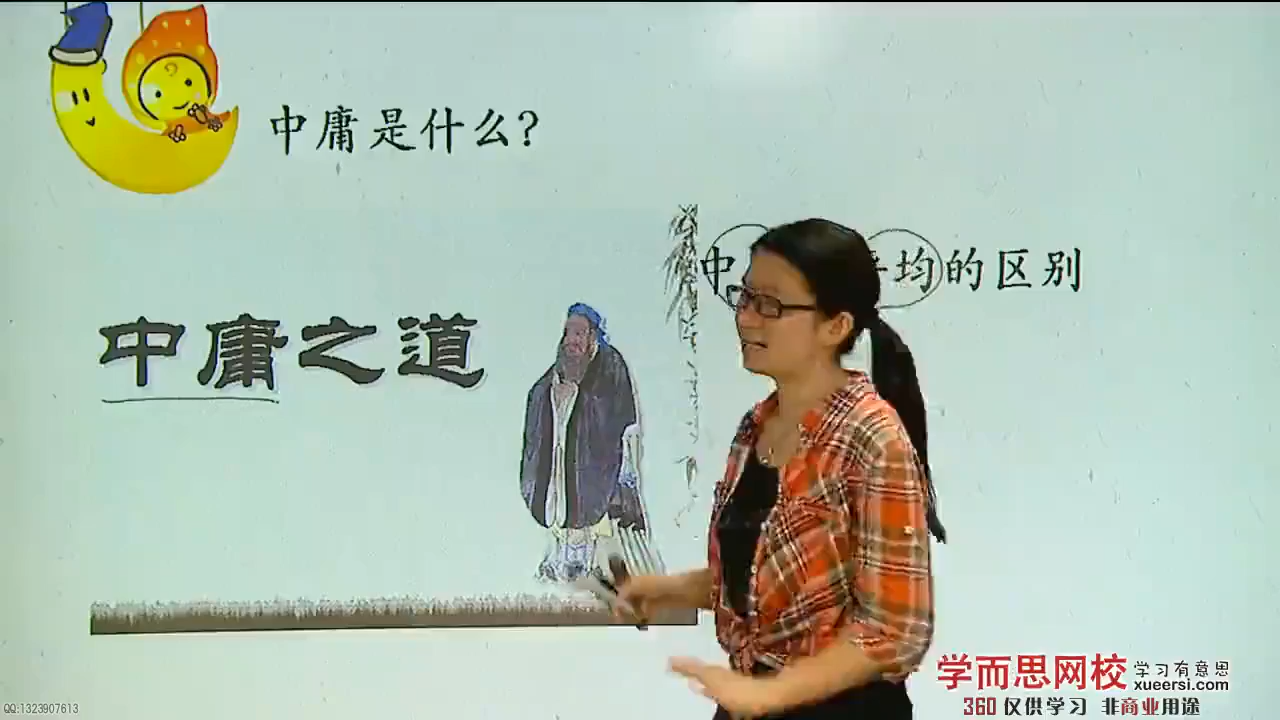 中庸是什么?
中 均的区别
中庸之道
学而思网校 学习有意思
xueersi.com
360 仅供学习 非商业用途
QQ:1323907613